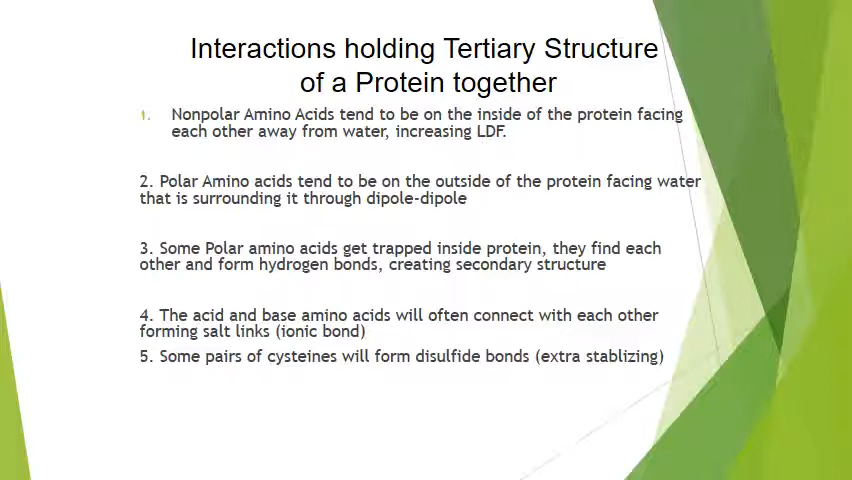 Interactions holding Tertiary Structure
of a Protein together
1. Nonpolar Amino Acids tend to be on the inside of the protein facing
each other away from water, increasing LDF.
2. Polar Amino acids tend to be on the outside of the protein facing water
that is surrounding it through dipole-dipole
3. Some Polar amino acids get trapped inside protein, they find each
other and form hydrogen bonds, creating secondary structure
4. The acid and base amino acids will often connect with each other
forming salt links (ionic bond)
5. Some pairs of cysteines will form disulfide bonds (extra stablizing)